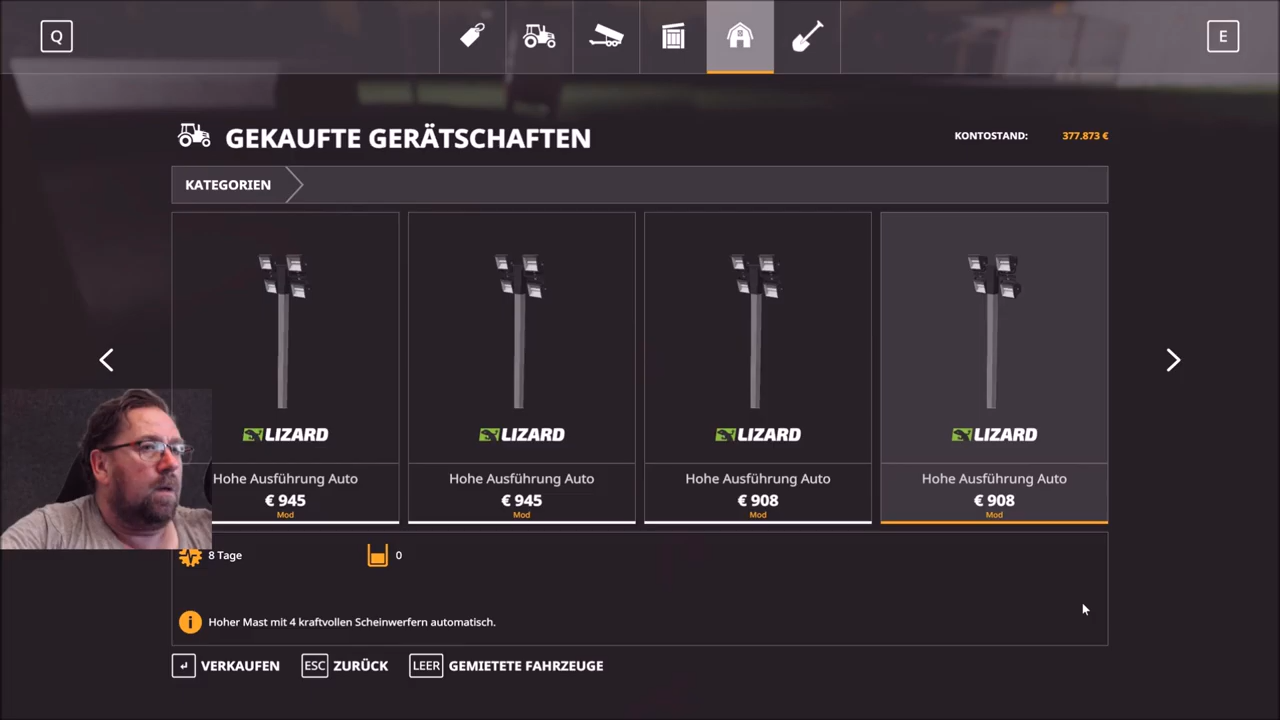 Q
E
GEKAUFTE GERÄTSCHAFTEN
KONTOSTAND: 377.873 €
KATEGORIEN
LIZARD LIZARD LIZARD LIZARD
Hohe Ausführung Auto Hohe Ausführung Auto Hohe Ausführung Auto Hohe Ausführung Auto
€ 945 € 945 € 908 € 908
Mod Mod Mod Mod
8 Tage 0
Hoher Mast mit 4 kraftvollen Scheinwerfern automatisch.
VERKAUFEN ESC ZURÜCK LEER GEMIETETE FAHRZEUGE